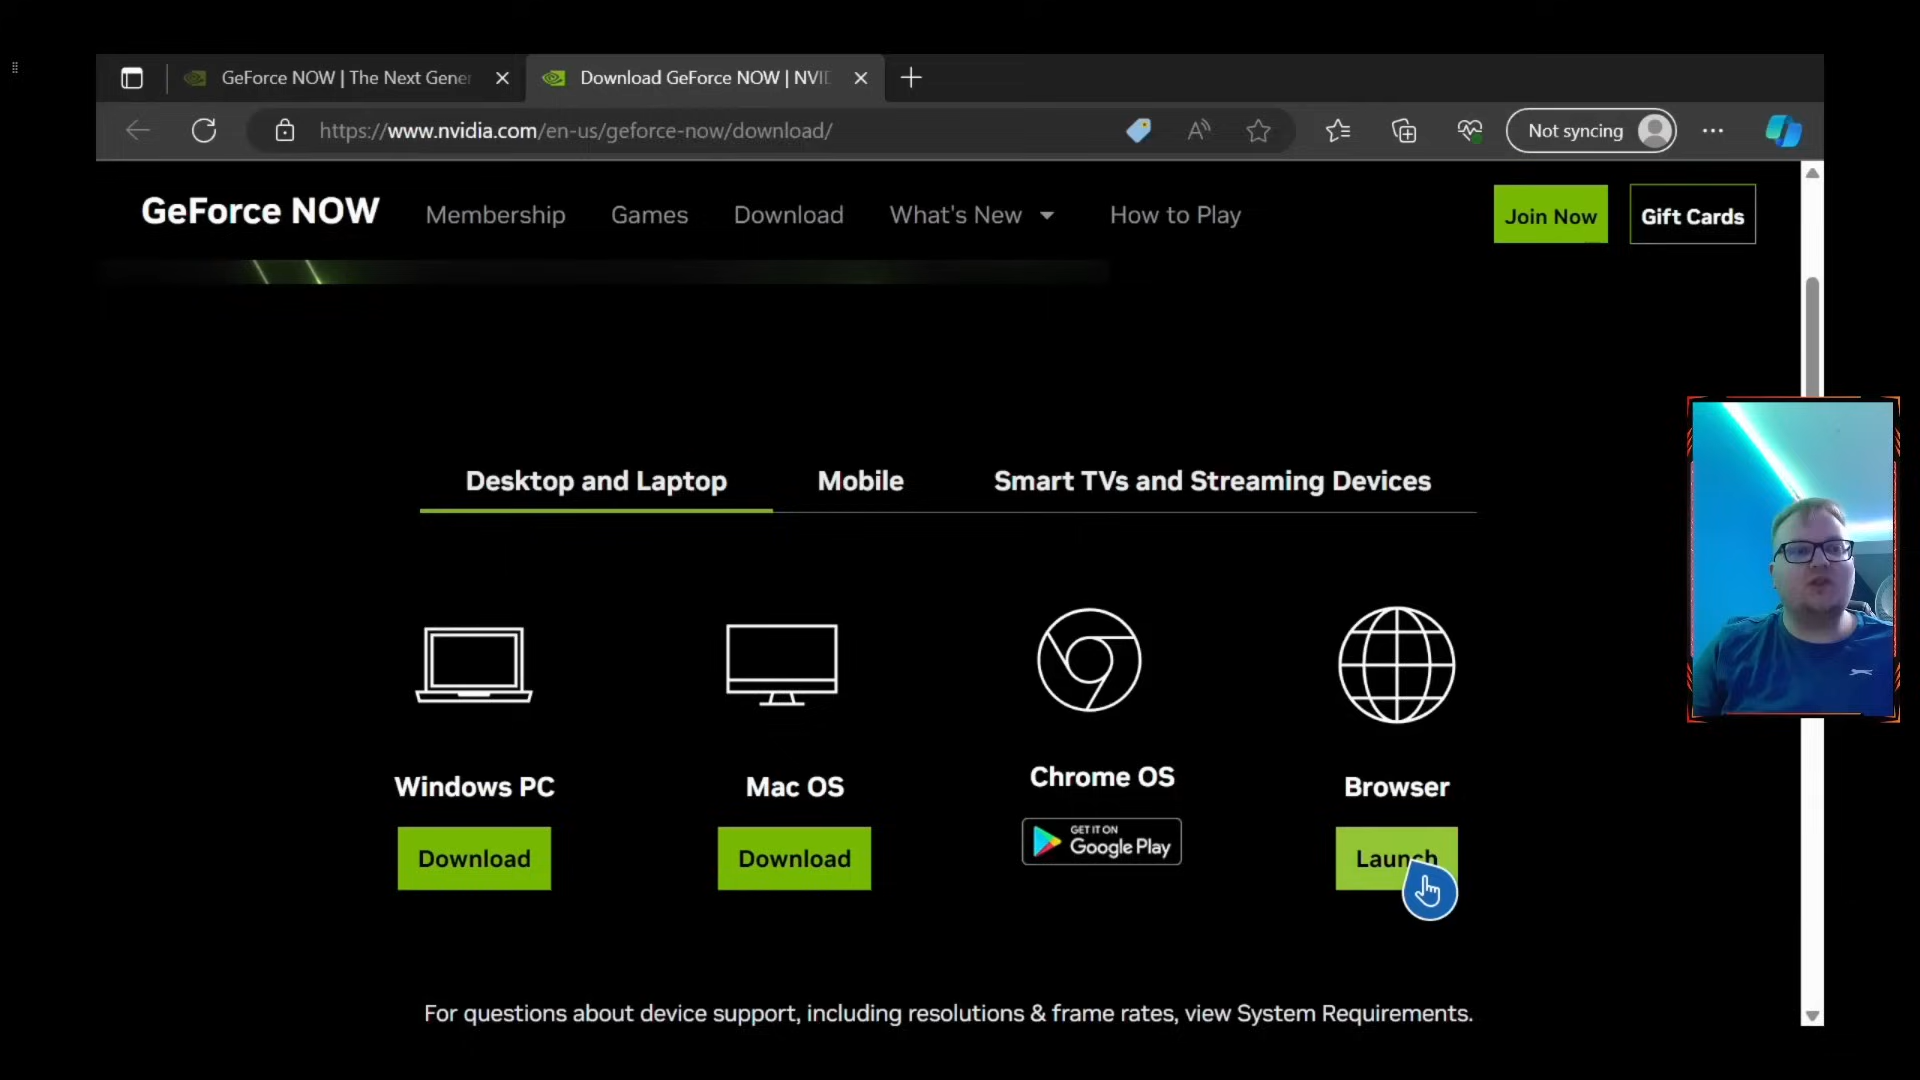 GeForce NOW | The Next Gener
Download GeForce NOW | NVID
https://www.nvidia.com/en-us/geforce-now/download/
Not syncing
GeForce NOW
Membership
Games
Download
What's New
How to Play
Join Now
Gift Cards
Desktop and Laptop
Mobile
Smart TVs and Streaming Devices
Windows PC
Mac OS
Chrome OS
Browser
Download
Download
GET IT ON
Google Play
Launch
For questions about device support, including resolutions & frame rates, view System Requirements.